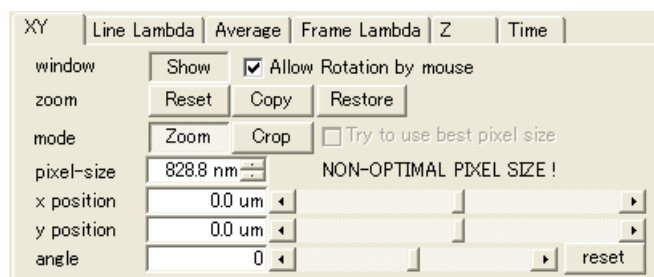 XY Line Lambda Average Frame Lambda Z Time
window Show Allow Rotation by mouse
zoom Reset Copy Restore
mode Zoom Crop Try to use best pixel size
pixel-size 828.8 nm NON-OPTIMAL PIXEL SIZE !
x position 0.0 um
y position 0.0 um
angle 0 reset